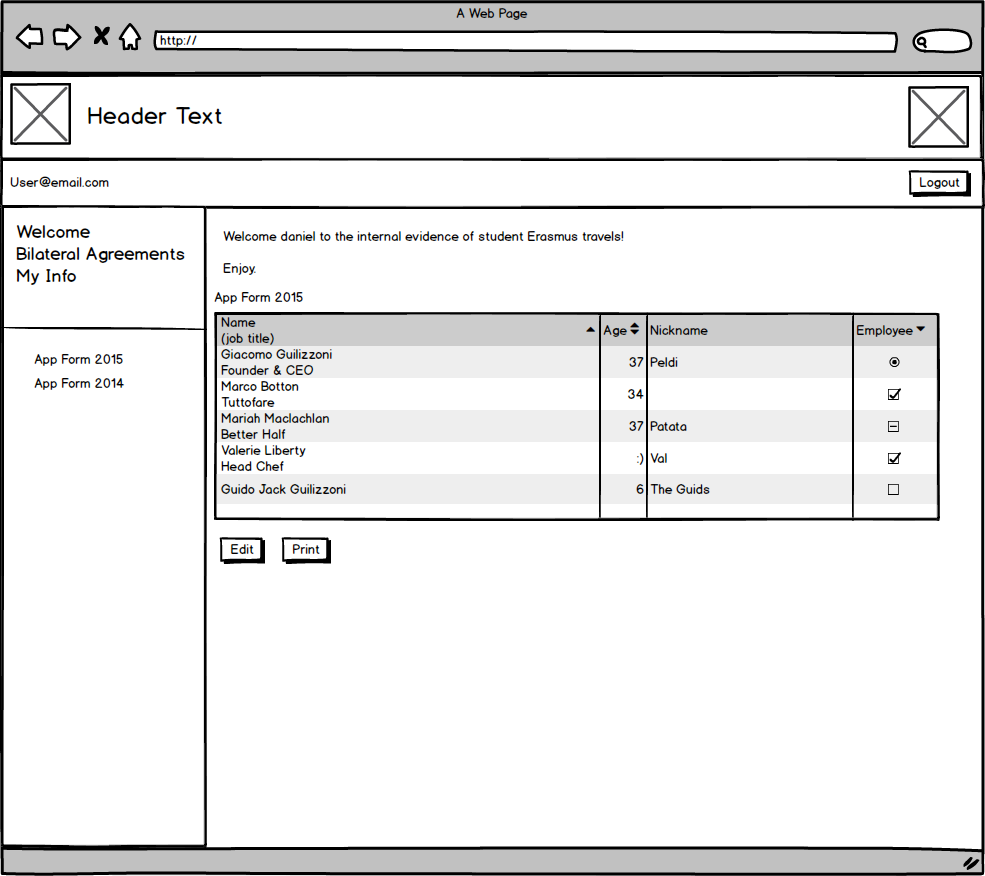 A Web Page
http://
Header Text
User@email.com
Logout
Welcome
Bilateral Agreements
My Info
App Form 2015
App Form 2014
Welcome daniel to the internal evidence of student Erasmus travels!
Enjoy.
App Form 2015
Name
(job title)
Age
Nickname
Employee
Giacomo Guilizzoni
Founder & CEO
37
Peldi
Marco Botton
Tuttofare
34
Mariah Maclachlan
Better Half
37
Patata
Valerie Liberty
Head Chef
:)
Val
Guido Jack Guilizzoni
6
The Guids
Edit
Print